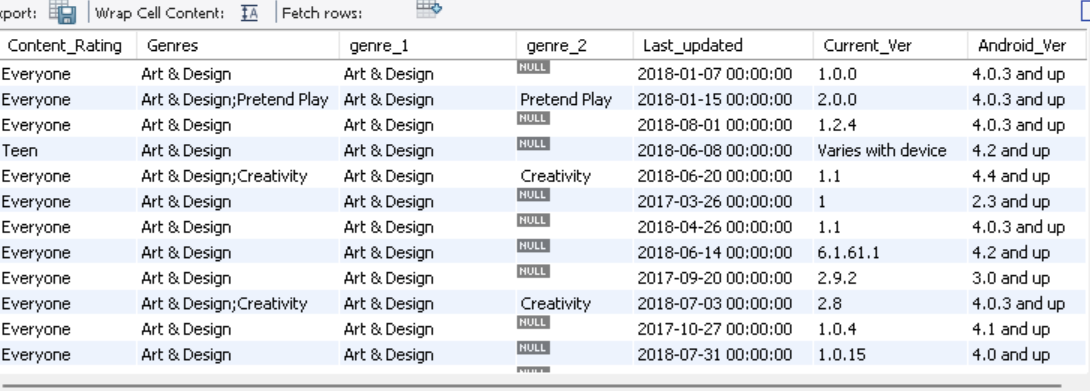 xport: Wrap Cell Content: Fetch rows:
Content_Rating Genres genre_1 genre_2 Last_updated Current_Ver Android_Ver
Everyone Art & Design Art & Design NULL 2018-01-07 00:00:00 1.0.0 4.0.3 and up
Everyone Art & Design;Pretend Play Art & Design Pretend Play 2018-01-15 00:00:00 2.0.0 4.0.3 and up
Everyone Art & Design Art & Design NULL 2018-08-01 00:00:00 1.2.4 4.0.3 and up
Teen Art & Design Art & Design NULL 2018-06-08 00:00:00 Varies with device 4.2 and up
Everyone Art & Design;Creativity Art & Design Creativity 2018-06-20 00:00:00 1.1 4.4 and up
Everyone Art & Design Art & Design NULL 2017-03-26 00:00:00 1 2.3 and up
Everyone Art & Design Art & Design NULL 2018-04-26 00:00:00 1.1 4.0.3 and up
Everyone Art & Design Art & Design NULL 2018-06-14 00:00:00 6.1.61.1 4.2 and up
Everyone Art & Design Art & Design NULL 2017-09-20 00:00:00 2.9.2 3.0 and up
Everyone Art & Design;Creativity Art & Design Creativity 2018-07-03 00:00:00 2.8 4.0.3 and up
Everyone Art & Design Art & Design NULL 2017-10-27 00:00:00 1.0.4 4.1 and up
Everyone Art & Design Art & Design NULL 2018-07-31 00:00:00 1.0.15 4.0 and up